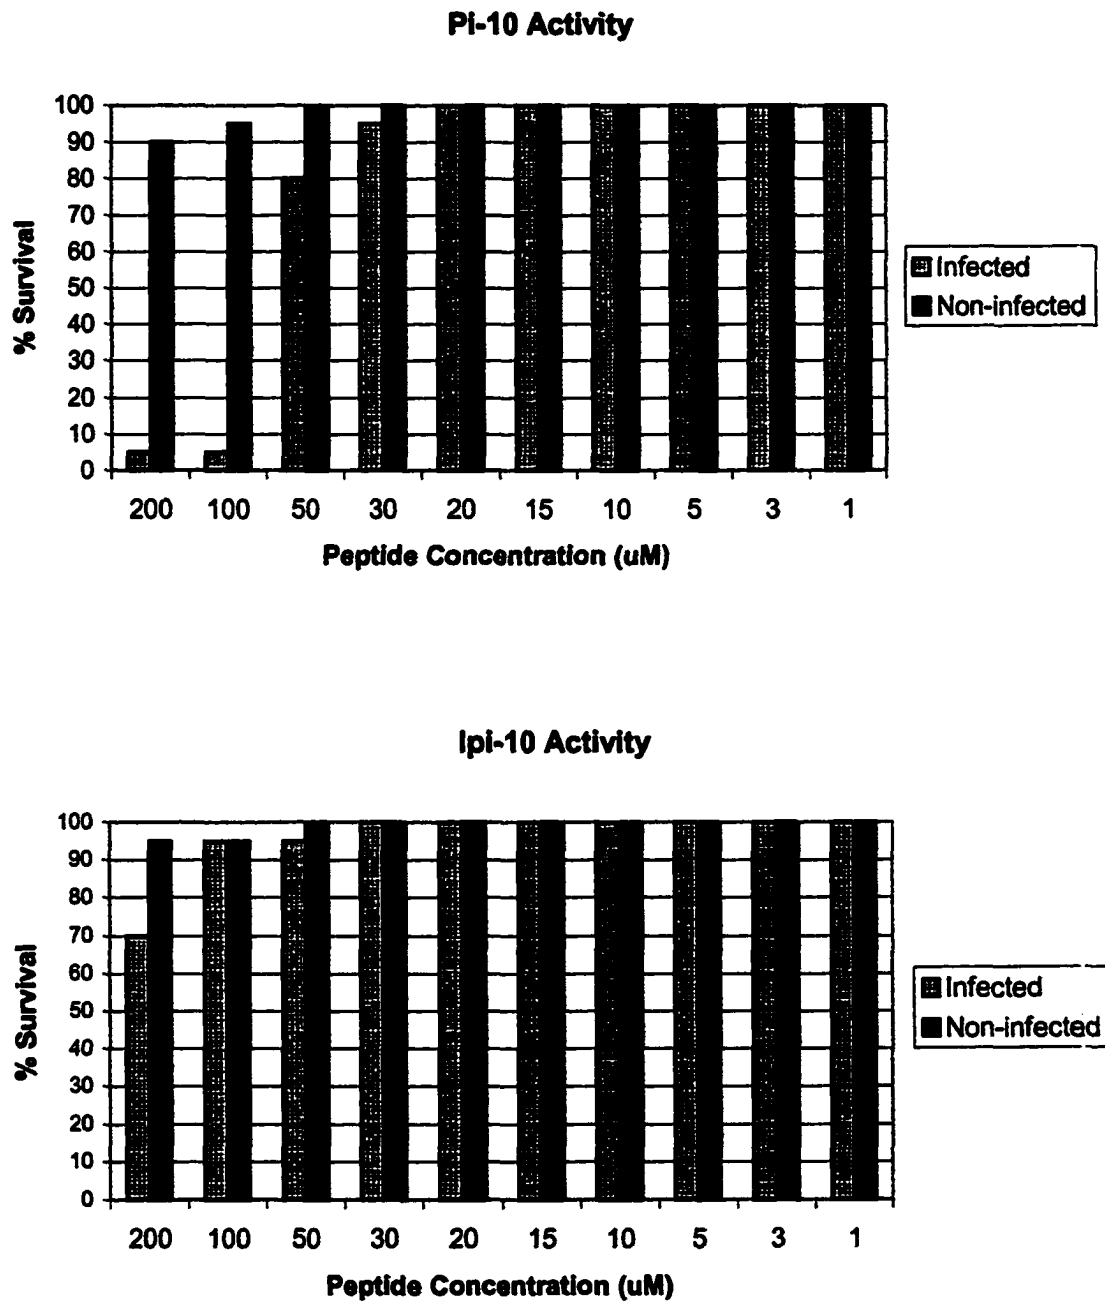 Pi-10 Activity
100
90
80
70
60
50
40
30
20
10
0
% Survival
200 100 50 30 20 15 10 5 3 1
Peptide Concentration (uM)
Infected
Non-infected
Ipi-10 Activity
100
90
80
70
60
50
40
30
20
10
0
% Survival
200 100 50 30 20 15 10 5 3 1
Peptide Concentration (uM)
Infected
Non-infected